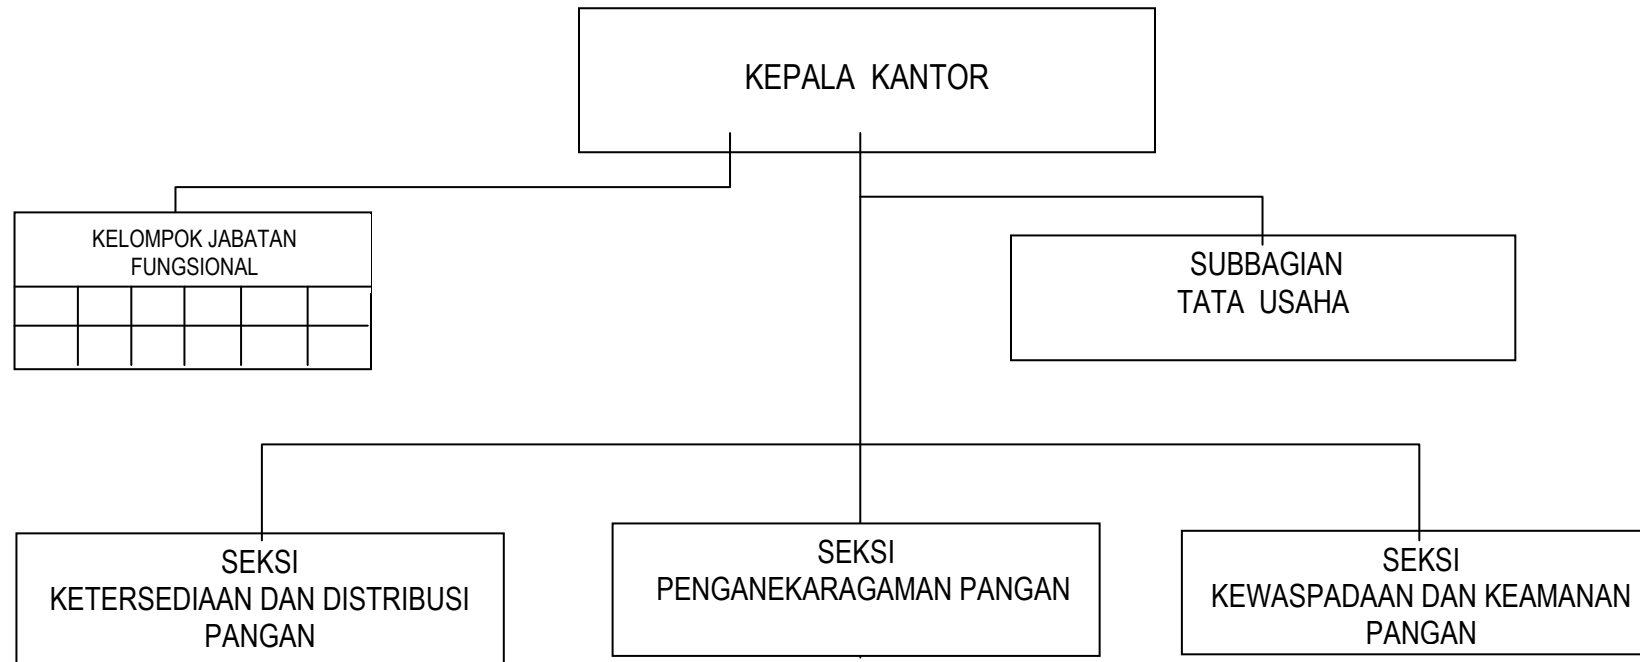 KEPALA KANTOR
KELOMPOK JABATAN
FUNGSIONAL
SUBBAGIAN
TATA USAHA
SEKSI
KETERSEDIAAN DAN DISTRIBUSI
PANGAN
SEKSI
PENGANEKARAGAMAN PANGAN
SEKSI
KEWASPADAAN DAN KEAMANAN
PANGAN